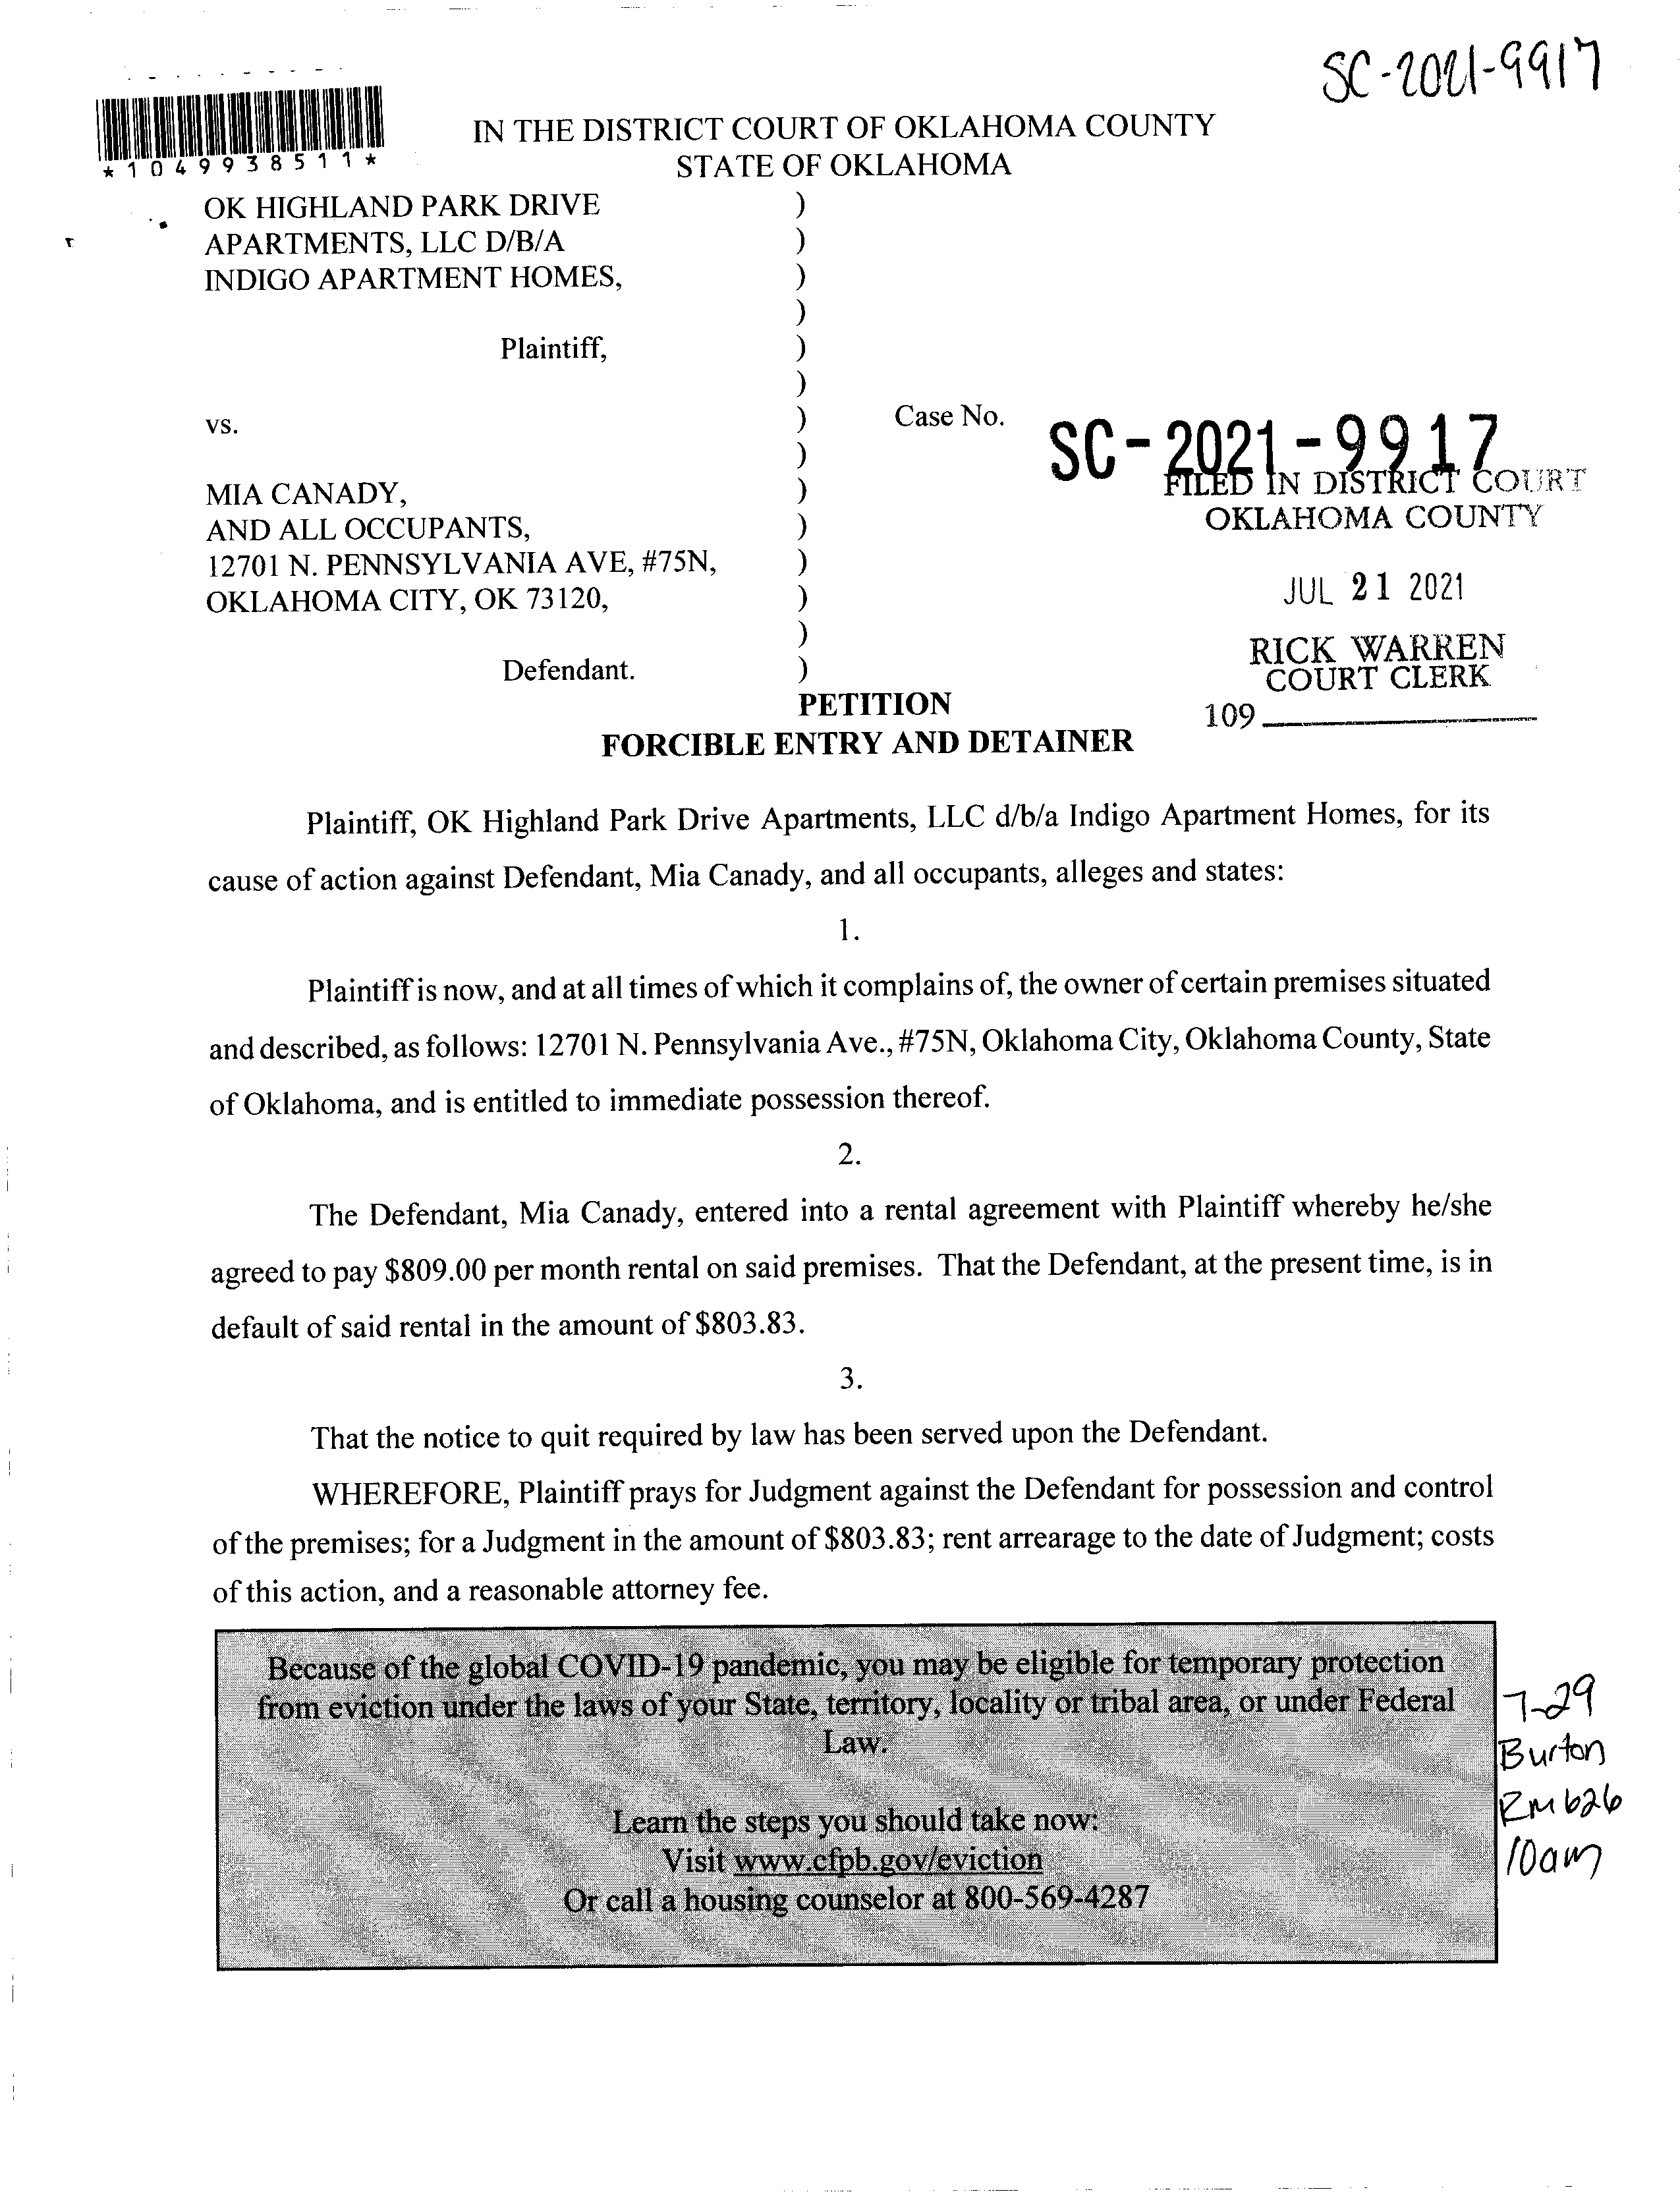 SC-2021-9917
*1049938511*
IN THE DISTRICT COURT OF OKLAHOMA COUNTY
STATE OF OKLAHOMA
OK HIGHLAND PARK DRIVE )
APARTMENTS, LLC D/B/A )
INDIGO APARTMENT HOMES, )
)
Plaintiff, )
)
vs. ) Case No. SC-2021-9917
)
FILED IN DISTRICT COURT
MIA CANADY, )
AND ALL OCCUPANTS, ) OKLAHOMA COUNTY
12701 N. PENNSYLVANIA AVE, #75N, )
OKLAHOMA CITY, OK 73120, ) JUL 21 2021
)
RICK WARREN
Defendant. ) COURT CLERK
PETITION
109
FORCIBLE ENTRY AND DETAINER
Plaintiff, OK Highland Park Drive Apartments, LLC d/b/a Indigo Apartment Homes, for its
cause of action against Defendant, Mia Canady, and all occupants, alleges and states:
1.
Plaintiff is now, and at all times of which it complains of, the owner of certain premises situated
and described, as follows: 12701 N. Pennsylvania Ave., #75N, Oklahoma City, Oklahoma County, State
of Oklahoma, and is entitled to immediate possession thereof.
2.
The Defendant, Mia Canady, entered into a rental agreement with Plaintiff whereby he/she
agreed to pay $809.00 per month rental on said premises. That the Defendant, at the present time, is in
default of said rental in the amount of $803.83.
3.
That the notice to quit required by law has been served upon the Defendant.
WHEREFORE, Plaintiff prays for Judgment against the Defendant for possession and control
of the premises; for a Judgment in the amount of $803.83; rent arrearage to the date of Judgment; costs
of this action, and a reasonable attorney fee.
Because of the global COVID-19 pandemic, you may be eligible for temporary protection
from eviction under the laws of your State, territory, locality or tribal area, or under Federal
Law.
Learn the steps you should take now:
Visit www.cfpb.gov/eviction
Or call a housing counselor at 800-569-4287
7-29
Burton
RM 626
10am